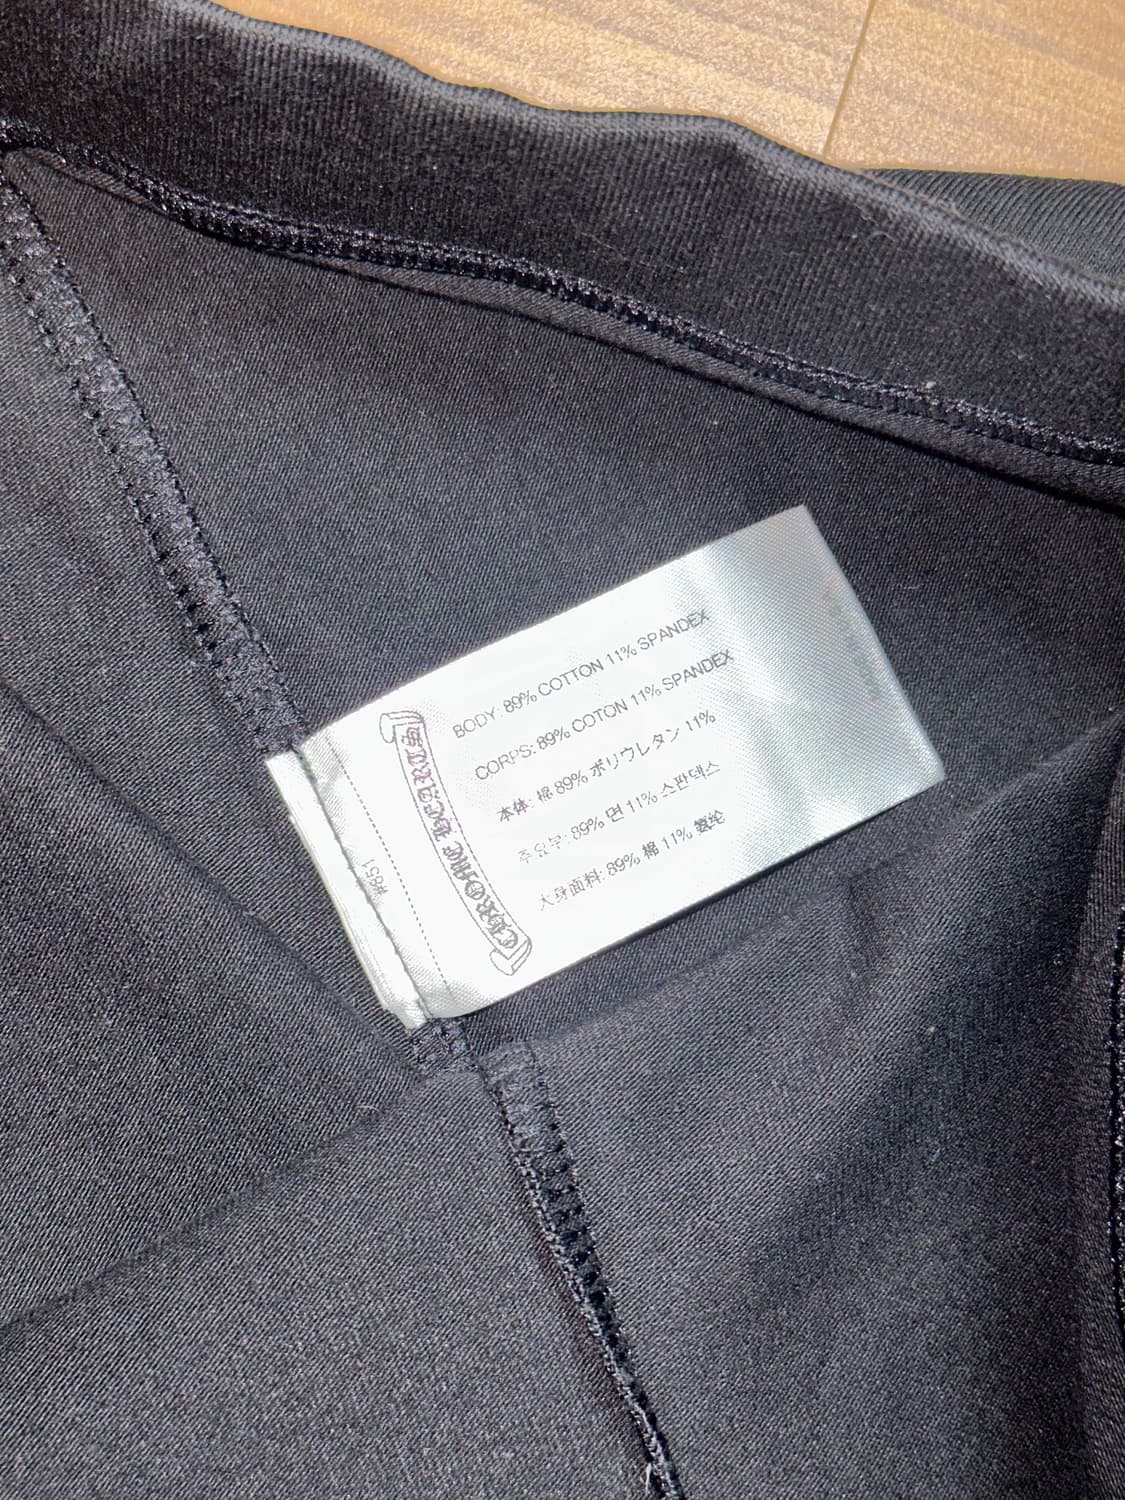 BODY: 89% COTTON 11% SPANDEX
CORPS: 89% COTON 11% SPANDEX
本体: 棉 89% ポリウレタン 11%
주요부: 89% 면 11% 스판덱스
大身面料: 89% 棉 11% 氨纶
CHROME HEARTS
#651